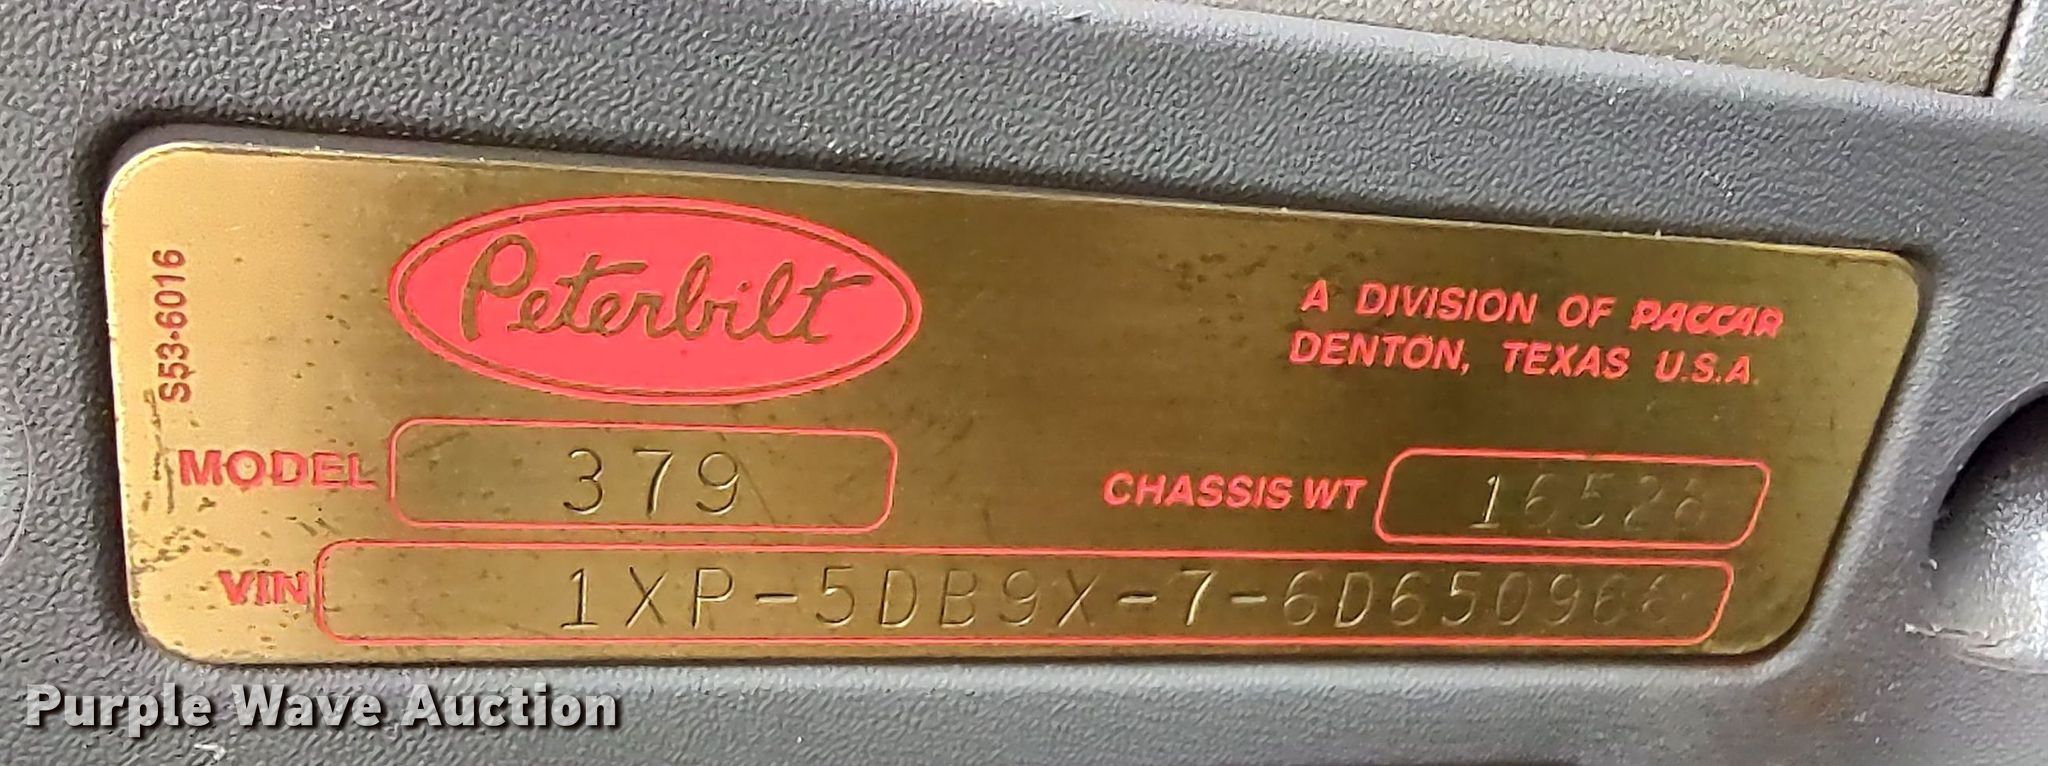 S53-6016
Peterbilt
A DIVISION OF PACCAR
DENTON, TEXAS U.S.A.
MODEL 379
CHASSIS WT
VIN 1XP-5DB9X-7-6D650966
Purple Wave Auction